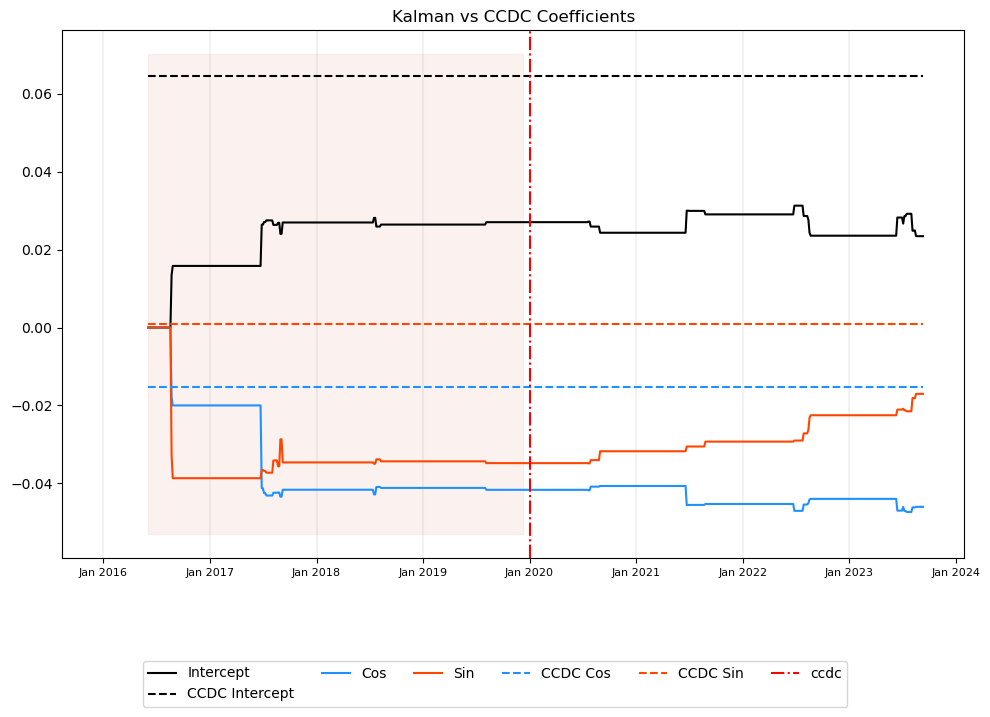 Kalman vs CCDC Coefficients
0.06
0.04
0.02
0.00
−0.02
−0.04
Jan 2016 Jan 2017 Jan 2018 Jan 2019 Jan 2020 Jan 2021 Jan 2022 Jan 2023 Jan 2024
Intercept Cos Sin CCDC Cos CCDC Sin ccdc
CCDC Intercept